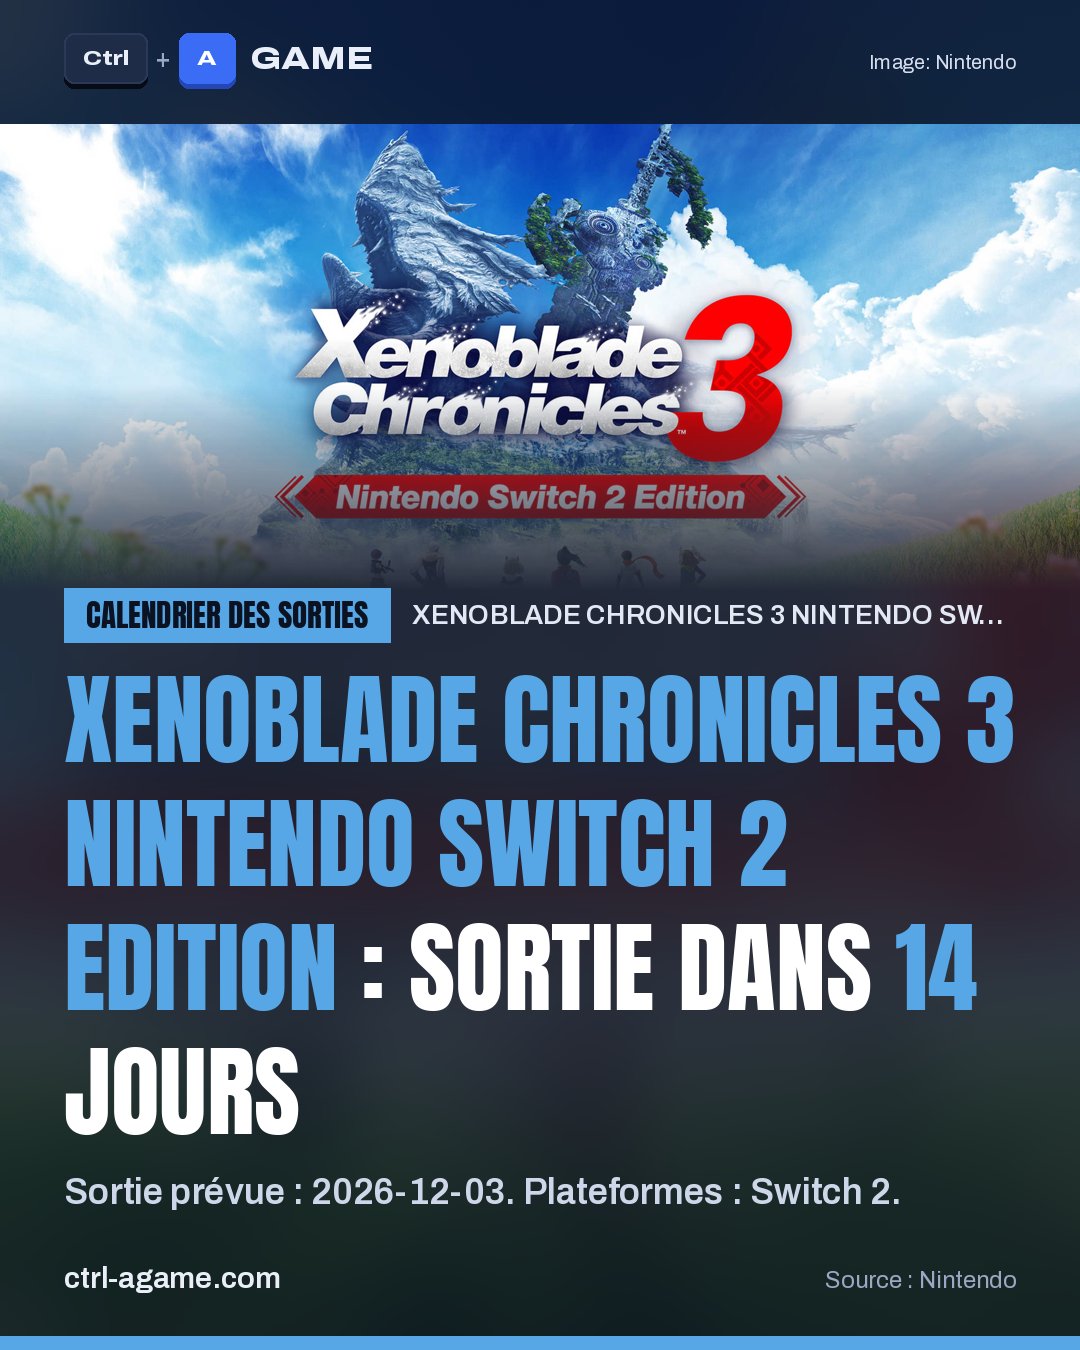 Ctrl + A GAME
Image: Nintendo
Xenoblade
Chronicles 3
™
Nintendo Switch 2 Edition
CALENDRIER DES SORTIES
XENOBLADE CHRONICLES 3 NINTENDO SW...
XENOBLADE CHRONICLES 3
NINTENDO SWITCH 2
EDITION : SORTIE DANS 14
JOURS
Sortie prévue : 2026-12-03. Plateformes : Switch 2.
ctrl-agame.com
Source : Nintendo